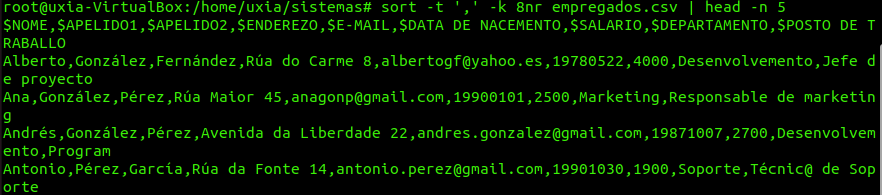 root@uxia-VirtualBox:/home/uxia/sistemas# sort -t ',' -k 8nr empregados.csv | head -n 5
$NOME,$APELIDO1,$APELIDO2,$ENDEREZO,$E-MAIL,$DATA DE NACEMENTO,$SALARIO,$DEPARTAMENTO,$POSTO DE T
RABALLO
Alberto,González,Fernández,Rúa do Carme 8,albertogf@yahoo.es,19780522,4000,Desenvolvemento,Jefe d
e proyecto
Ana,González,Pérez,Rúa Maior 45,anagonp@gmail.com,19900101,2500,Marketing,Responsable de marketin
g
Andrés,González,Pérez,Avenida da Liberdade 22,andres.gonzalez@gmail.com,19871007,2700,Desenvolvem
ento,Program
Antonio,Pérez,García,Rúa da Fonte 14,antonio.perez@gmail.com,19901030,1900,Soporte,Técnic@ de Sop
orte